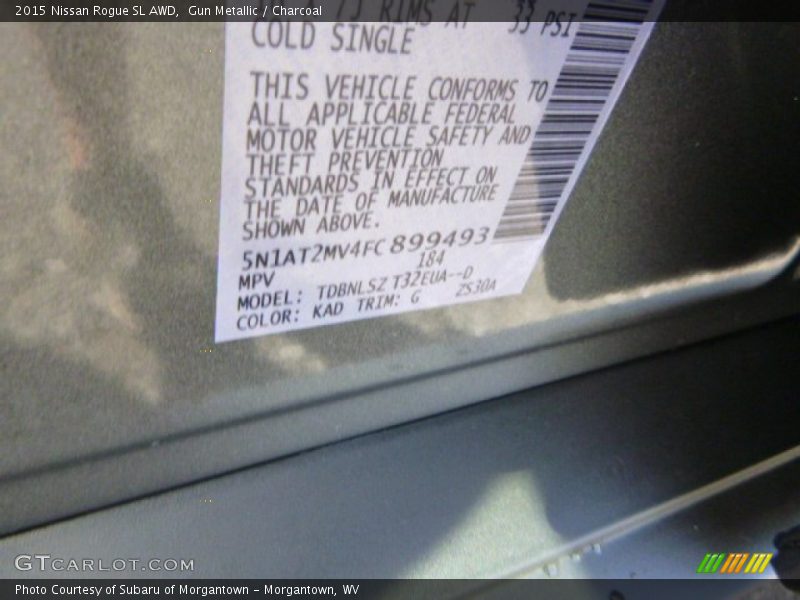 2015 Nissan Rogue SL AWD, Gun Metallic / Charcoal
RIMS AT 33 PSI
COLD SINGLE
THIS VEHICLE CONFORMS TO
ALL APPLICABLE FEDERAL
MOTOR VEHICLE SAFETY AND
THEFT PREVENTION
STANDARDS IN EFFECT ON
THE DATE OF MANUFACTURE
SHOWN ABOVE.
5N1AT2MV4FC899493
MPV 184
MODEL: TDBNLSZ T32EUA--D
COLOR: KAD TRIM: G ZS30A
GTCARLOT.COM
Photo Courtesy of Subaru of Morgantown – Morgantown, WV